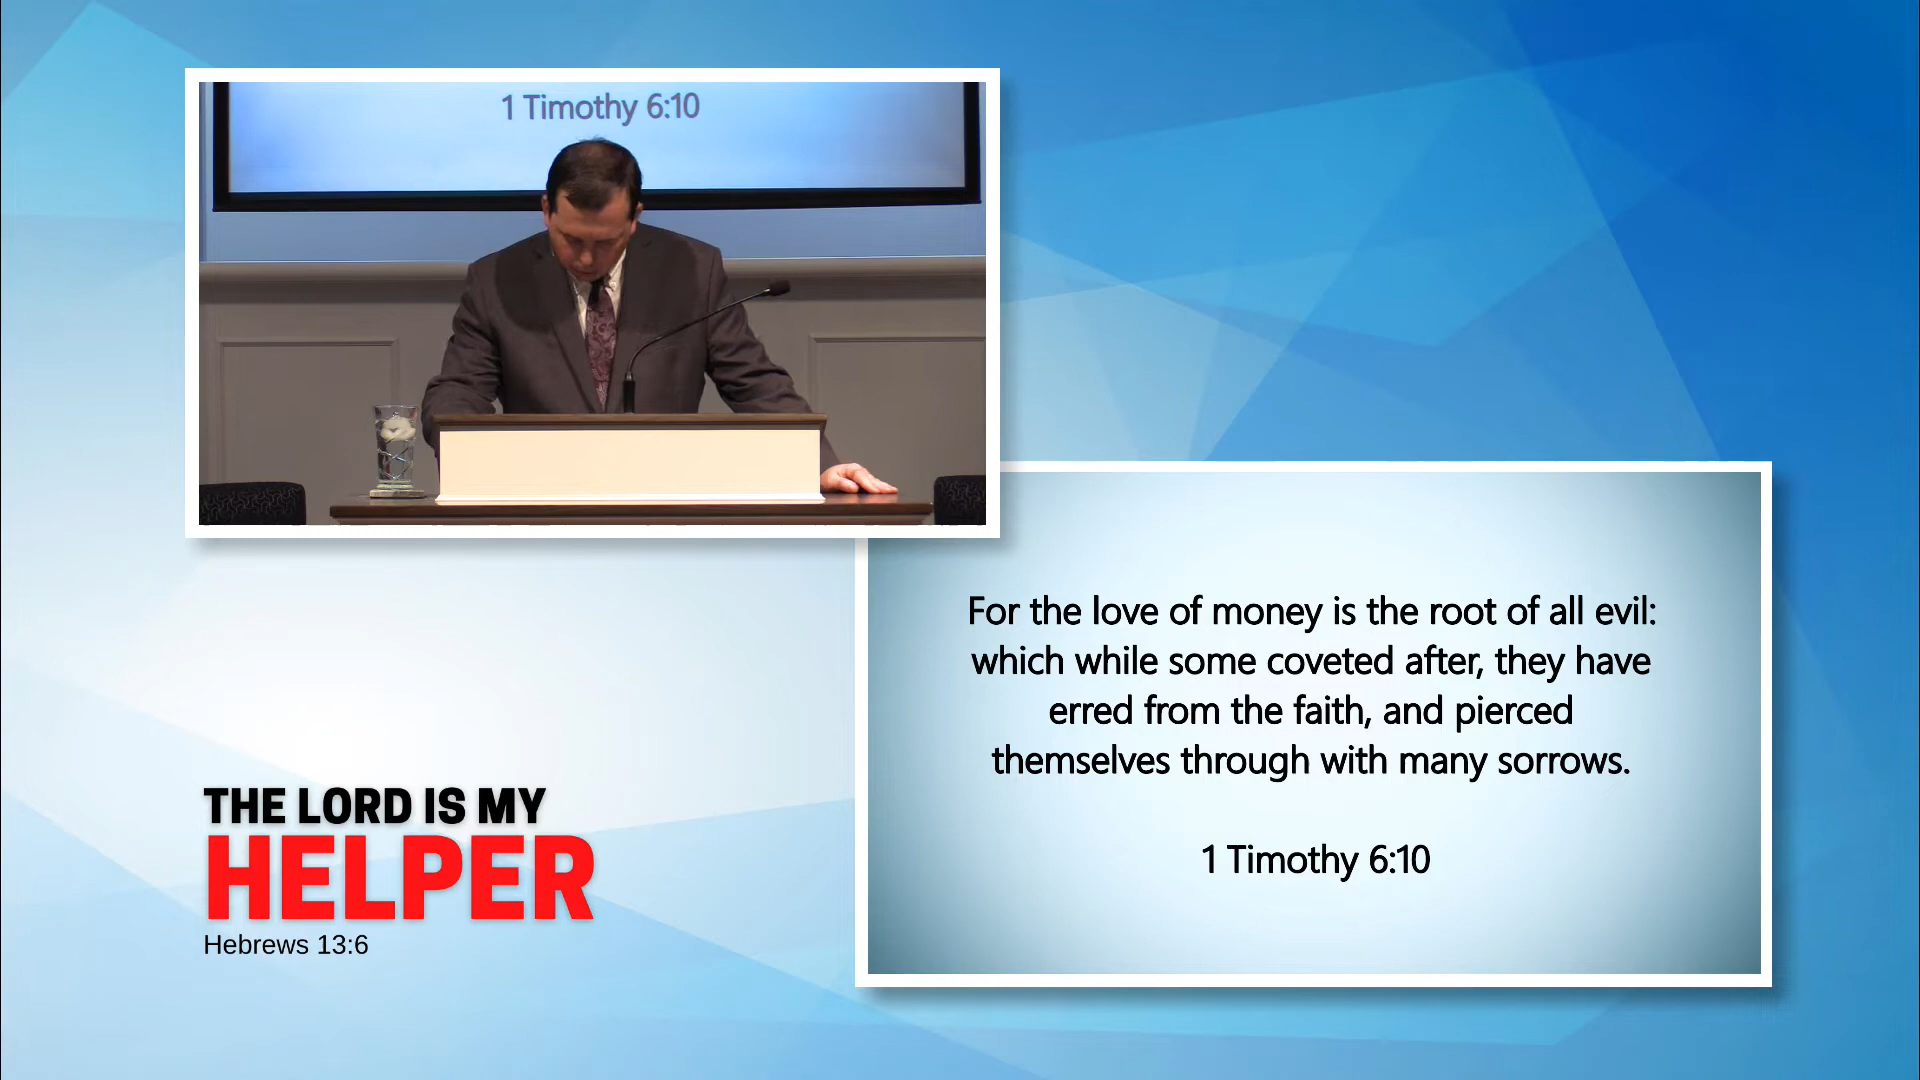 1 Timothy 6:10
For the love of money is the root of all evil:
which while some coveted after, they have
erred from the faith, and pierced
themselves through with many sorrows.
1 Timothy 6:10
THE LORD IS MY
HELPER
Hebrews 13:6